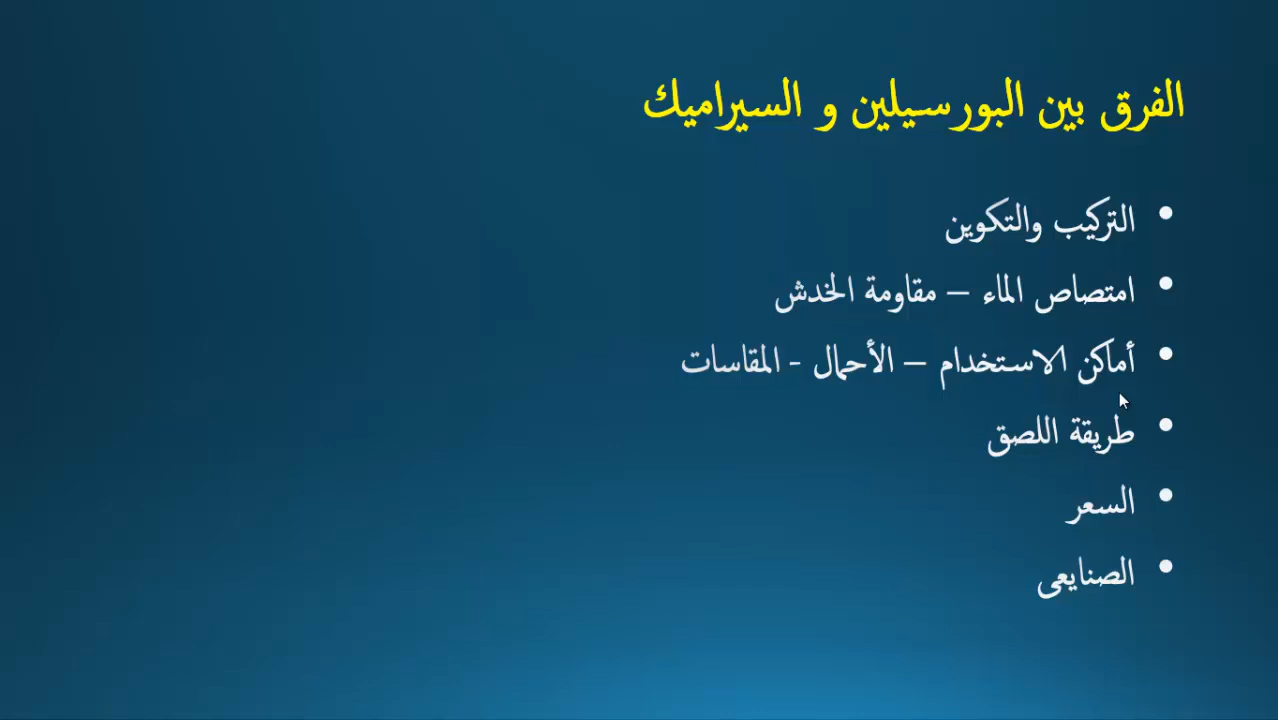 الفرق بين البورسيلين و السيراميك
• التركيب والتكوين
• امتصاص الماء – مقاومة الخدش
• أماكن الاستخدام – الأحمال - المقاسات
• طريقة اللصق
• السعر
• الصنايعى